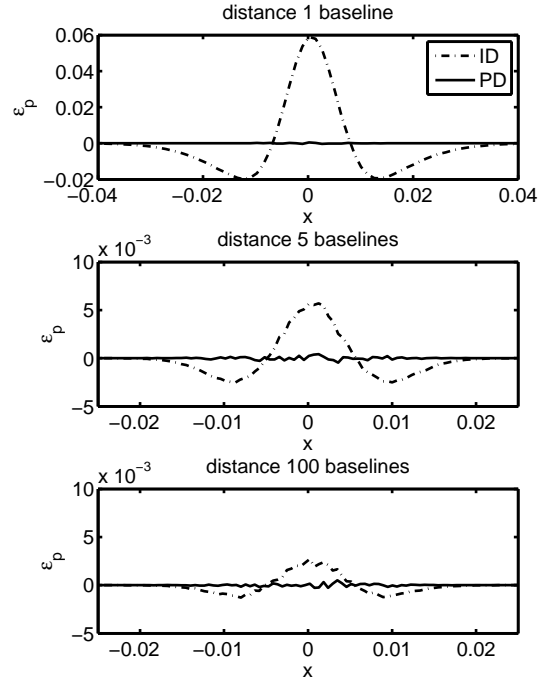 distance 1 baseline
0.06
0.04
0.02
0
−0.02
ε_p
ID
PD
−0.04 −0.02 0 0.02 0.04
x
distance 5 baselines
x 10⁻³
10
5
0
−5
ε_p
−0.02 −0.01 0 0.01 0.02
x
distance 100 baselines
x 10⁻³
10
5
0
−5
ε_p
−0.02 −0.01 0 0.01 0.02
x